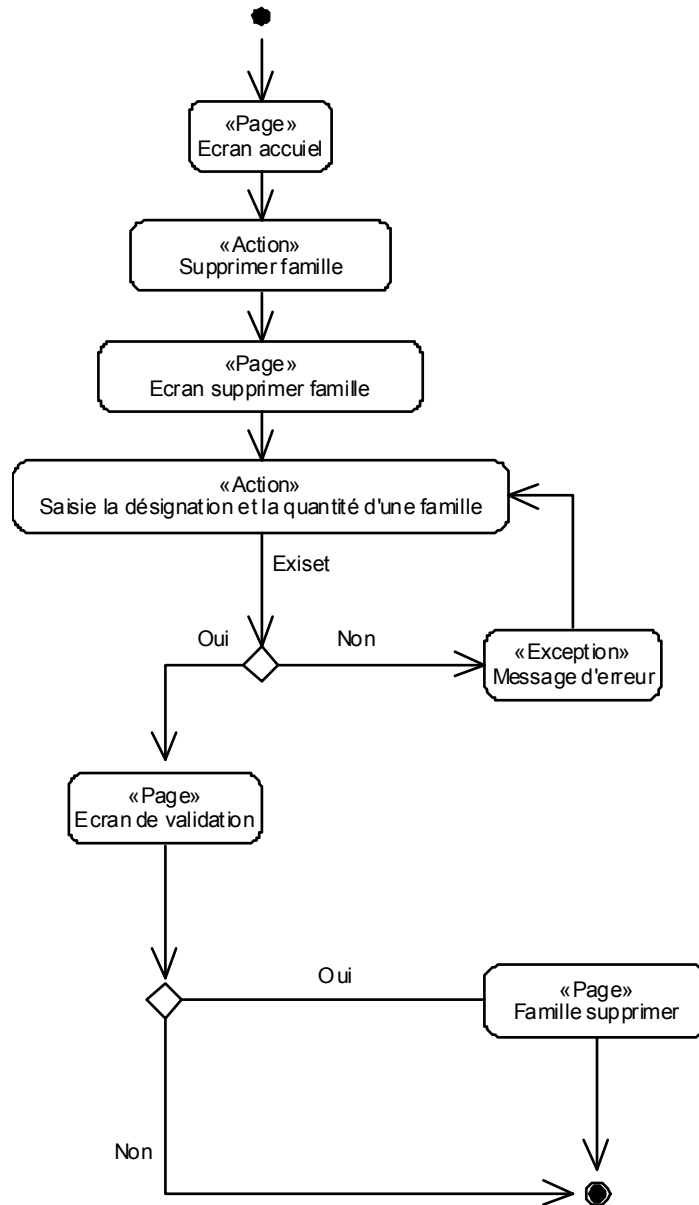 «Page»
Ecran accuiel
«Action»
Supprimer famille
«Page»
Ecran supprimer famille
«Action»
Saisie la désignation et la quantité d'une famille
Exiset
Oui
Non
«Exception»
Message d'erreur
«Page»
Ecran de validation
Oui
«Page»
Famille supprimer
Non